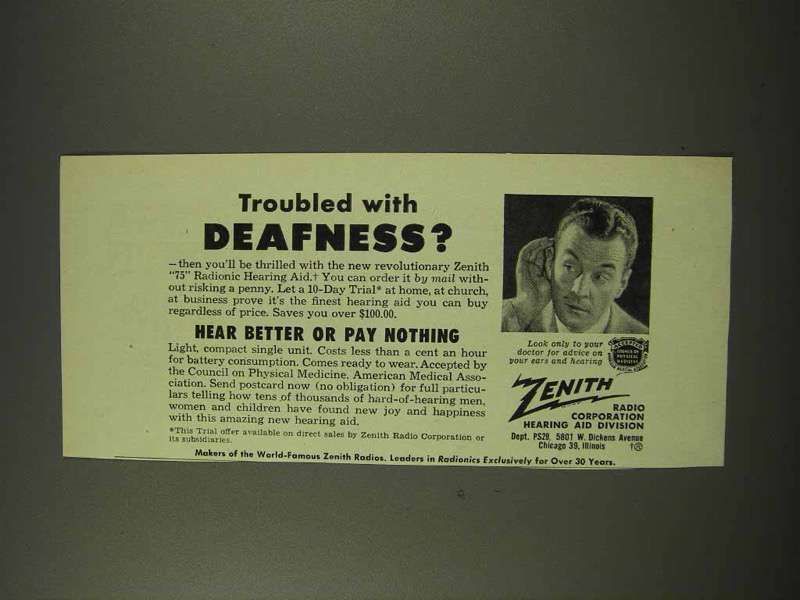 Troubled with
DEAFNESS?
—then you'll be thrilled with the new revolutionary Zenith
"75" Radionic Hearing Aid.† You can order it by mail with-
out risking a penny. Let a 10-Day Trial* at home, at church,
at business prove it's the finest hearing aid you can buy
regardless of price. Saves you over $100.00.
HEAR BETTER OR PAY NOTHING
Light, compact single unit. Costs less than a cent an hour
for battery consumption. Comes ready to wear. Accepted by
the Council on Physical Medicine, American Medical Asso-
ciation. Send postcard now (no obligation) for full particu-
lars telling how tens of thousands of hard-of-hearing men,
women and children have found new joy and happiness
with this amazing new hearing aid.
*This Trial offer available on direct sales by Zenith Radio Corporation or
its subsidiaries.
Look only to your
doctor for advice on
your ears and hearing
ACCEPTED
COUNCIL ON
PHYSICAL
MEDICINE
ZENITH
RADIO
CORPORATION
HEARING AID DIVISION
Dept. PS29, 5801 W. Dickens Avenue
Chicago 39, Illinois †®
Makers of the World-Famous Zenith Radios. Leaders in Radionics Exclusively for Over 30 Years.